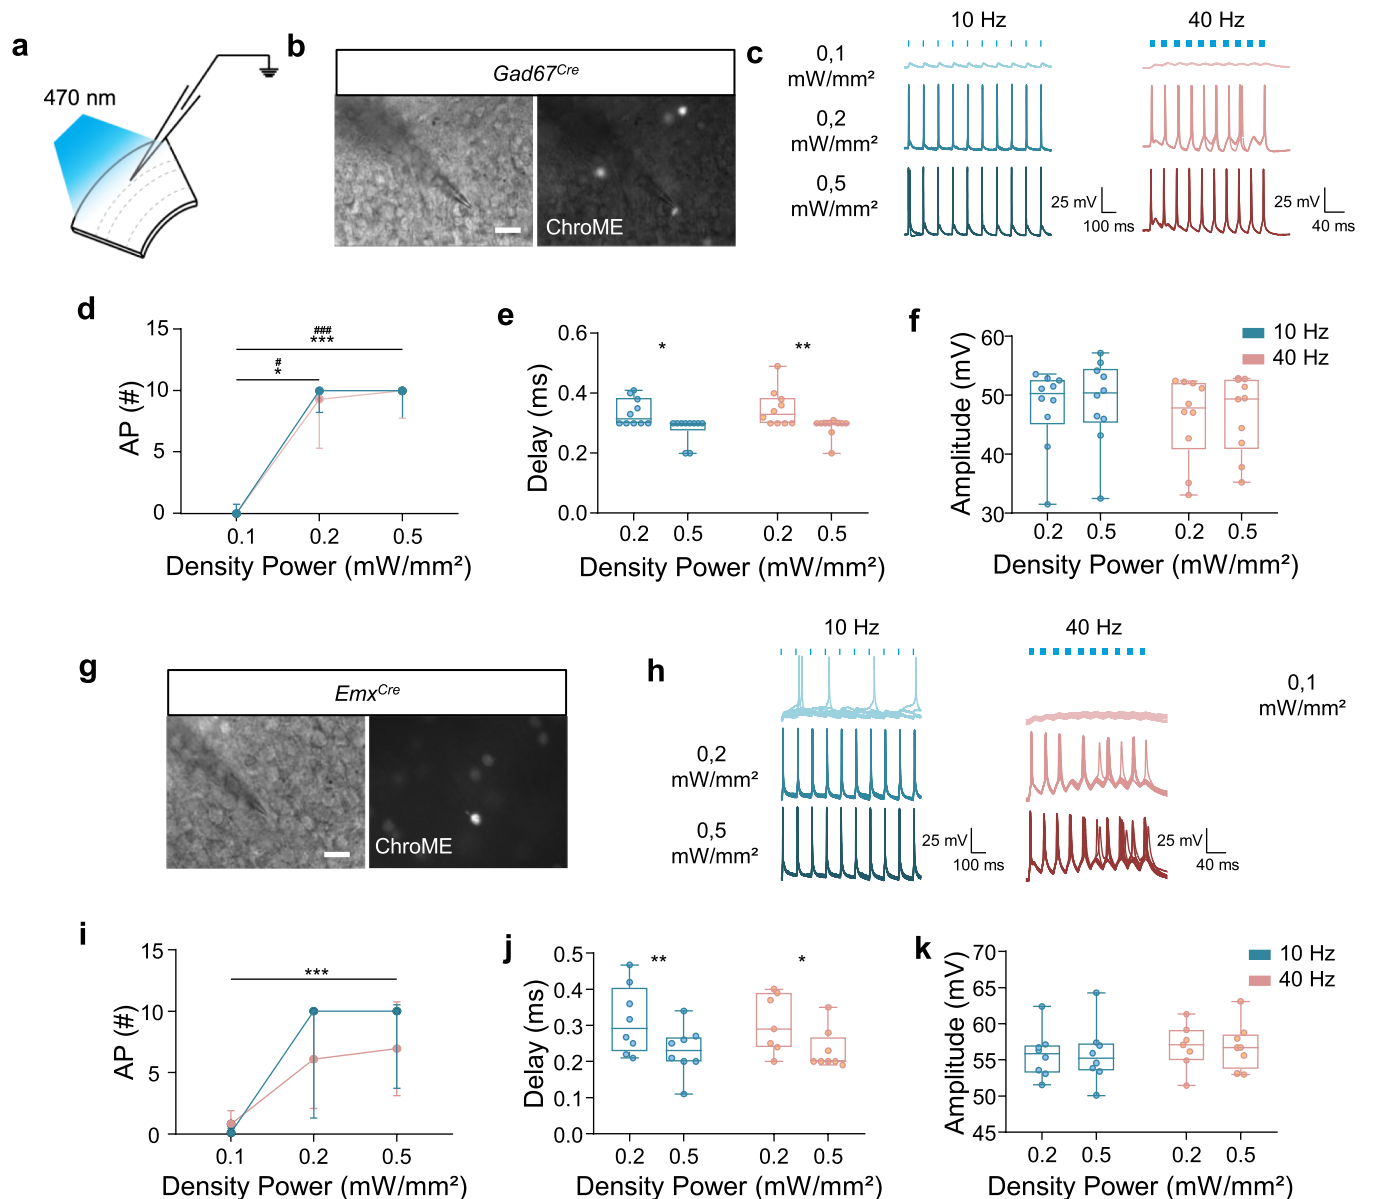 a
470 nm
b
Gad67Cre
ChroME
c
10 Hz
40 Hz
0,1
mW/mm²
0,2
mW/mm²
0,5
mW/mm²
25 mV
100 ms
25 mV
40 ms
d
15
10
5
0
AP (#)
###
***
#
*
0.1
0.2
0.5
Density Power (mW/mm²)
e
0.6
0.4
0.2
0.0
Delay (ms)
*
**
0.2
0.5
0.2
0.5
Density Power (mW/mm²)
f
60
50
40
30
Amplitude (mV)
10 Hz
40 Hz
0.2
0.5
0.2
0.5
Density Power (mW/mm²)
g
EmxCre
ChroME
h
10 Hz
40 Hz
0,1
mW/mm²
0,2
mW/mm²
0,5
mW/mm²
25 mV
100 ms
25 mV
40 ms
i
15
10
5
0
AP (#)
***
0.1
0.2
0.5
Density Power (mW/mm²)
j
0.5
0.4
0.3
0.2
0.1
0.0
Delay (ms)
**
*
0.2
0.5
0.2
0.5
Density Power (mW/mm²)
k
70
65
60
55
50
45
Amplitude (mV)
10 Hz
40 Hz
0.2
0.5
0.2
0.5
Density Power (mW/mm²)